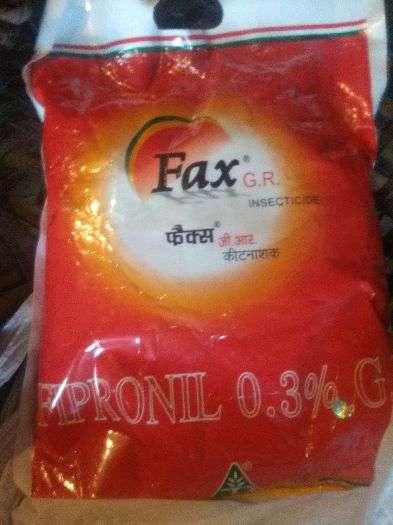 Fax® G.R.
INSECTICIDE
फैक्स® जी.आर.
कीटनाशक
FIPRONIL 0.3% G